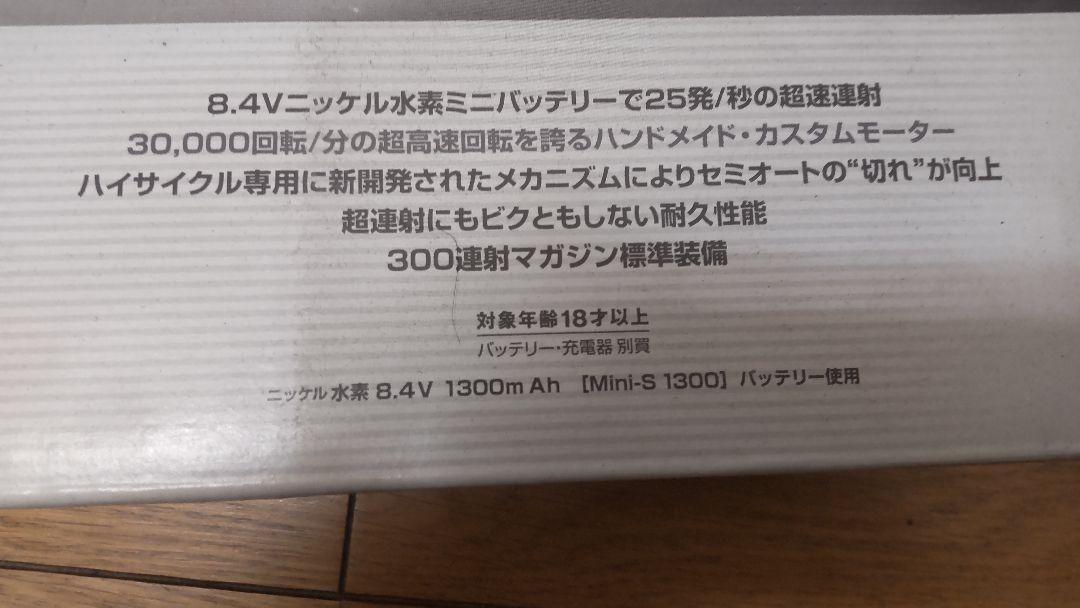 8.4Vニッケル水素ミニバッテリーで25発/秒の超速連射
30,000回転/分の超高速回転を誇るハンドメイド・カスタムモーター
ハイサイクル専用に新開発されたメカニズムによりセミオートの“切れ”が向上
超連射にもビクともしない耐久性能
300連射マガジン標準装備
対象年齢18才以上
バッテリー・充電器 別買
ニッケル水素 8.4V 1300mAh [Mini-S 1300] バッテリー使用